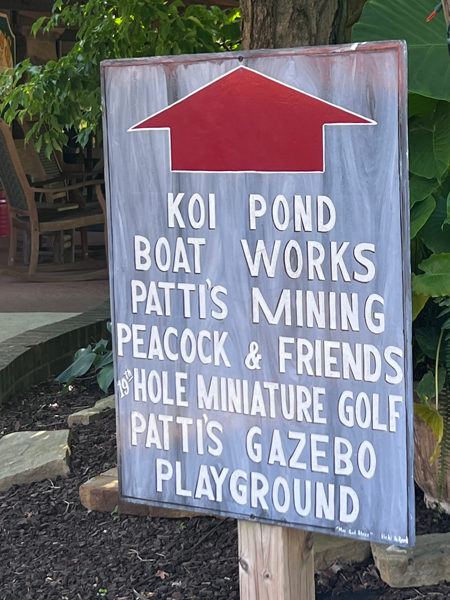 KOI POND
BOAT WORKS
PATTI'S MINING
PEACOCK & FRIENDS
19th HOLE MINIATURE GOLF
PATTI'S GAZEBO
PLAYGROUND